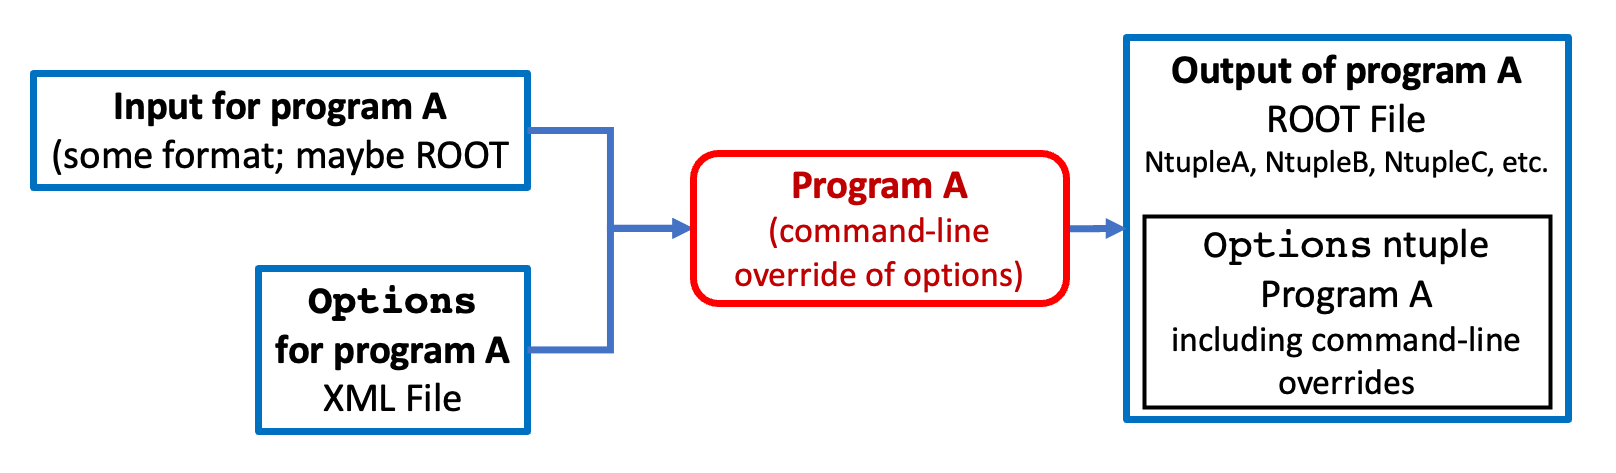 Input for program A
(some format; maybe ROOT
Options
for program A
XML File
Program A
(command-line
override of options)
Output of program A
ROOT File
NtupleA, NtupleB, NtupleC, etc.
Options ntuple
Program A
including command-line
overrides